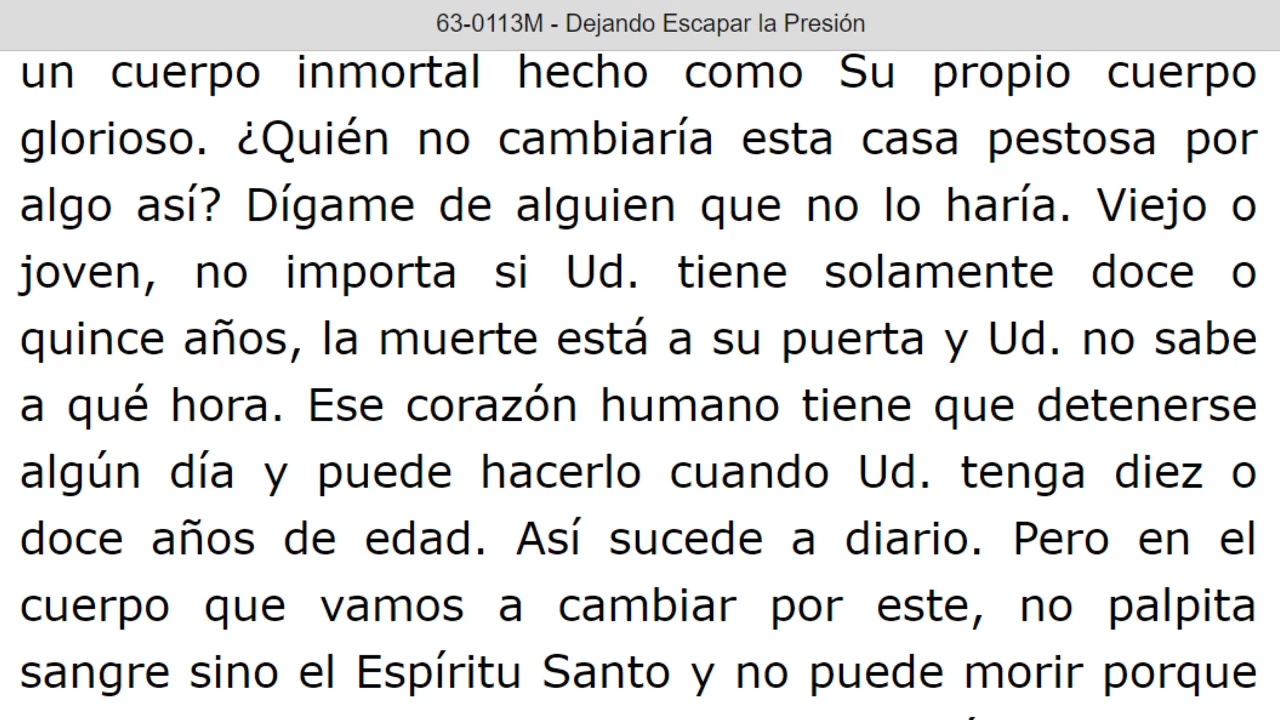 63-0113M - Dejando Escapar la Presión
un cuerpo inmortal hecho como Su propio cuerpo
glorioso. ¿Quién no cambiaría esta casa pestosa por
algo así? Dígame de alguien que no lo haría. Viejo o
joven, no importa si Ud. tiene solamente doce o
quince años, la muerte está a su puerta y Ud. no sabe
a qué hora. Ese corazón humano tiene que detenerse
algún día y puede hacerlo cuando Ud. tenga diez o
doce años de edad. Así sucede a diario. Pero en el
cuerpo que vamos a cambiar por este, no palpita
sangre sino el Espíritu Santo y no puede morir porque